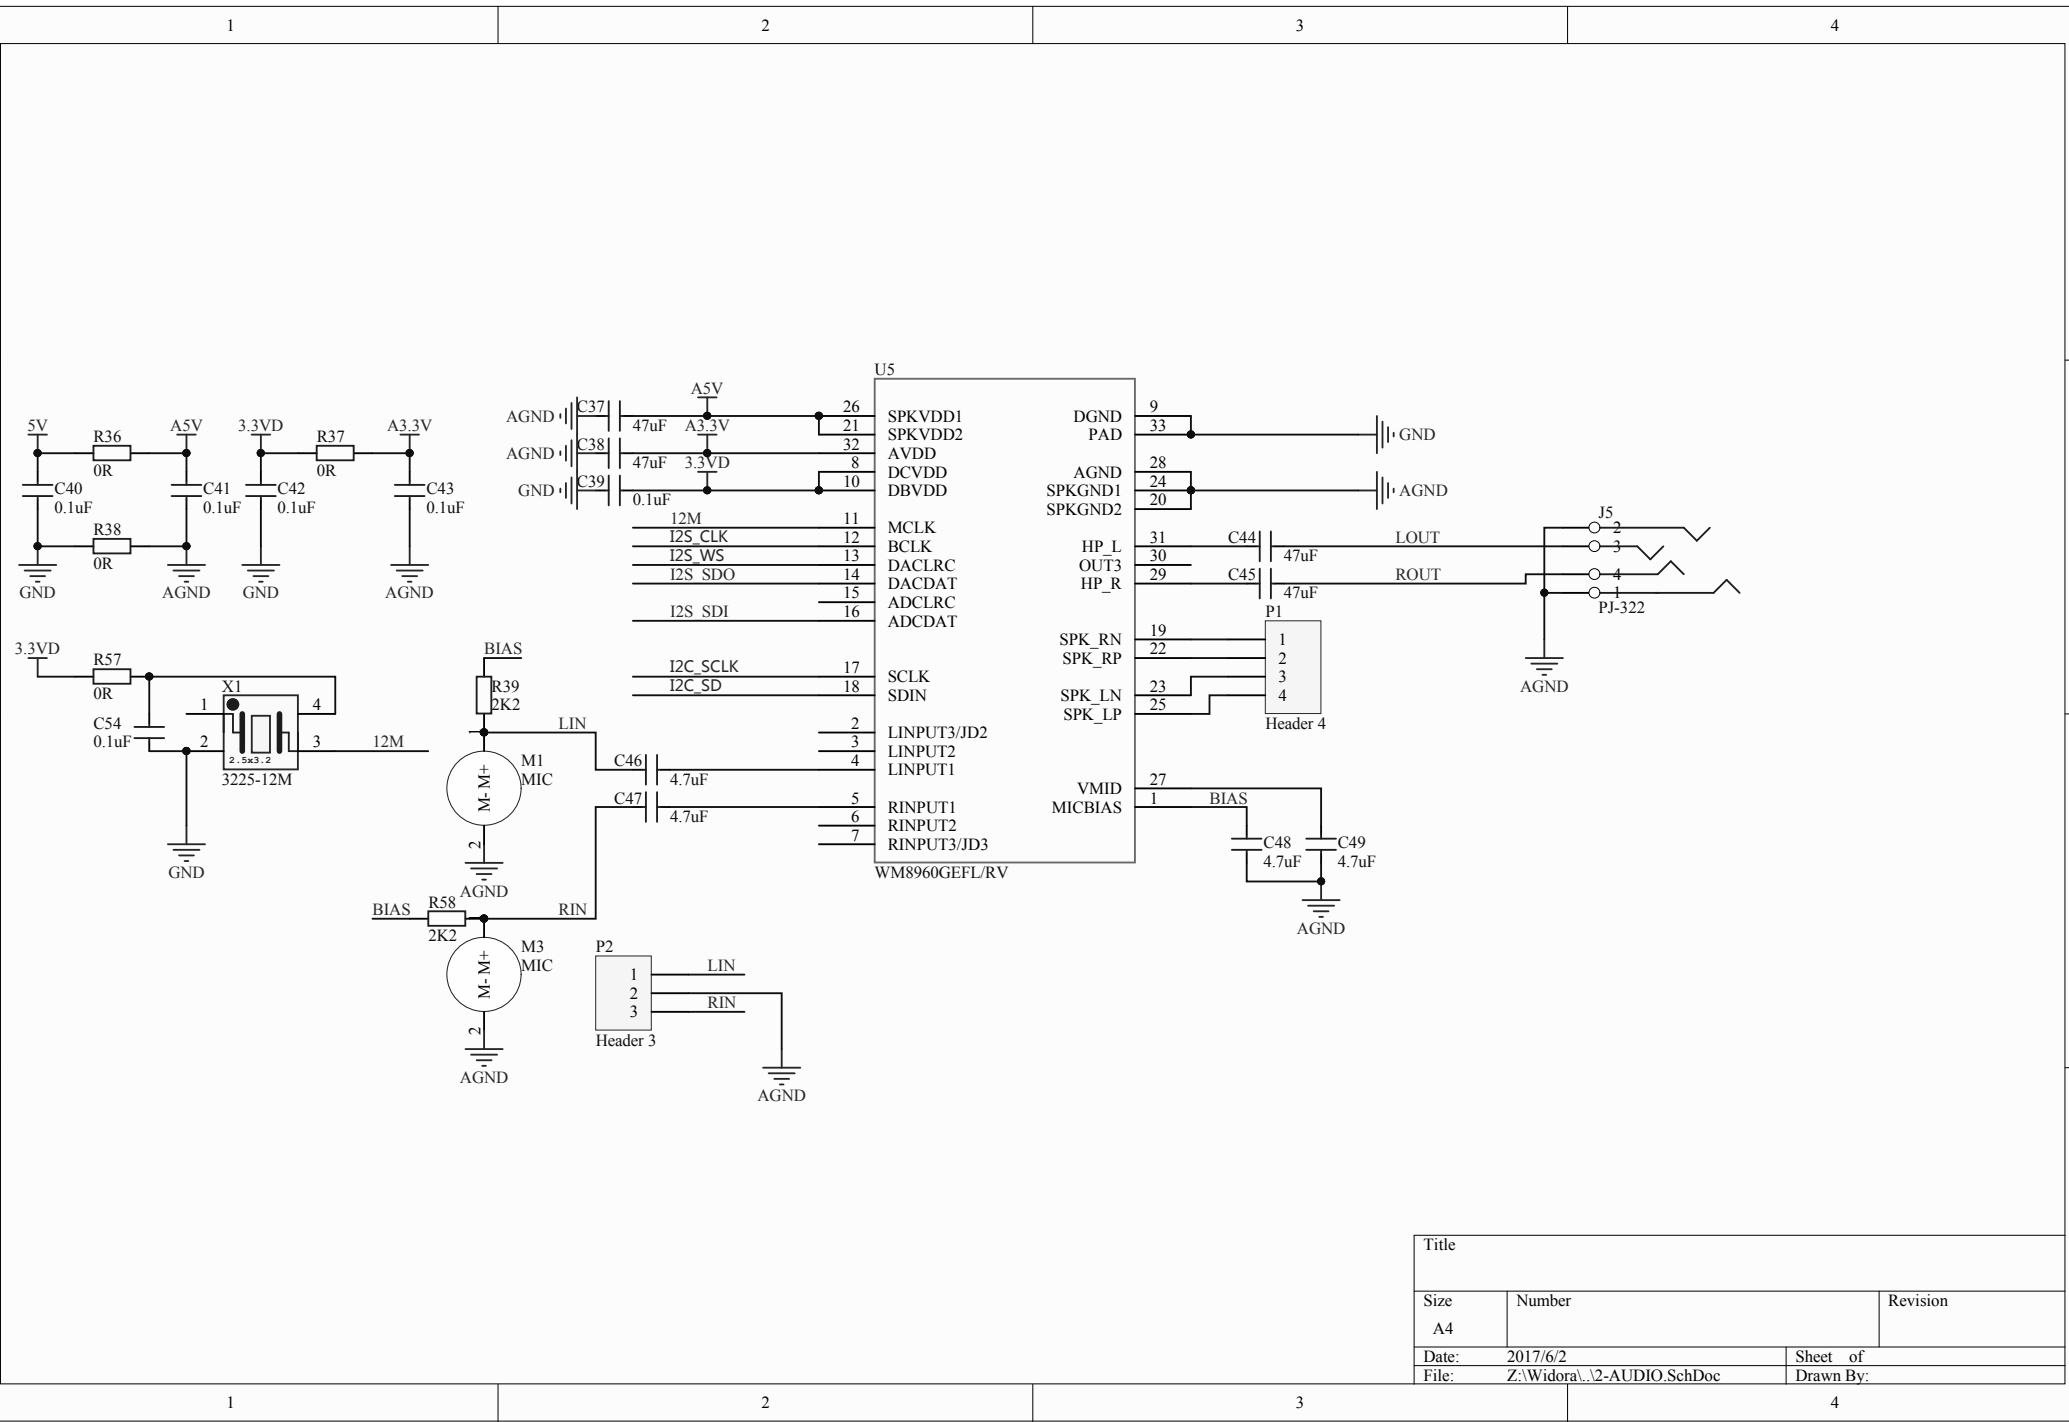 1 2 3 4
U5
5V R36 A5V 3.3VD R37 A3.3V
0R 0R
C40 C41 C42 C43
0.1uF 0.1uF 0.1uF 0.1uF
R38
0R
GND AGND GND AGND
3.3VD R57
0R
X1
1 4
C54
0.1uF
2 3 12M
2.5x3.2
3225-12M
GND
A5V
AGND C37 47uF 26 SPKVDD1
21 SPKVDD2
A3.3V
AGND C38 47uF 32 AVDD
3.3VD
8 DCVDD
GND C39 0.1uF 10 DBVDD
12M 11 MCLK
I2S_CLK 12 BCLK
I2S_WS 13 DACLRC
I2S_SDO 14 DACDAT
15 ADCLRC
I2S_SDI 16 ADCDAT
I2C_SCLK 17 SCLK
I2C_SD 18 SDIN
2 LINPUT3/JD2
3 LINPUT2
4 LINPUT1
5 RINPUT1
6 RINPUT2
7 RINPUT3/JD3
WM8960GEFL/RV
BIAS
R39
2K2
LIN
M1
MIC
M- M+
2
AGND
C46
4.7uF
C47
4.7uF
BIAS R58 RIN
2K2
M3
MIC
M- M+
2
AGND
P2
1 LIN
2
3 RIN
Header 3
AGND
DGND 9
PAD 33 GND
AGND 28
SPKGND1 24 AGND
SPKGND2 20
HP_L 31 C44 47uF LOUT
OUT3 30
HP_R 29 C45 47uF ROUT
J5
2
3
4
1
PJ-322
AGND
P1
SPK_RN 19 1
SPK_RP 22 2
3
SPK_LN 23 4
SPK_LP 25
Header 4
VMID 27
MICBIAS 1 BIAS
C48 C49
4.7uF 4.7uF
AGND
Title
Size Number Revision
A4
Date: 2017/6/2 Sheet of
File: Z:\Widora\..\2-AUDIO.SchDoc Drawn By:
1 2 3 4